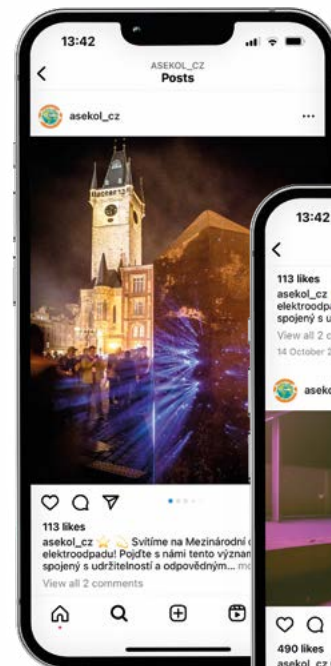 13:42
ASEKOL_CZ
Posts
asekol_cz
113 likes
asekol_cz Svítíme na Mezinárodní
elektroodpadu! Pojďte s námi tento význam
spojený s udržitelností a odpovědným...
View all 2 comments
13:42
113 likes
asekol_cz
elektroodpa
spojený s u
View all 2 c
14 October 2
aseko
490 likes
asekol_cz